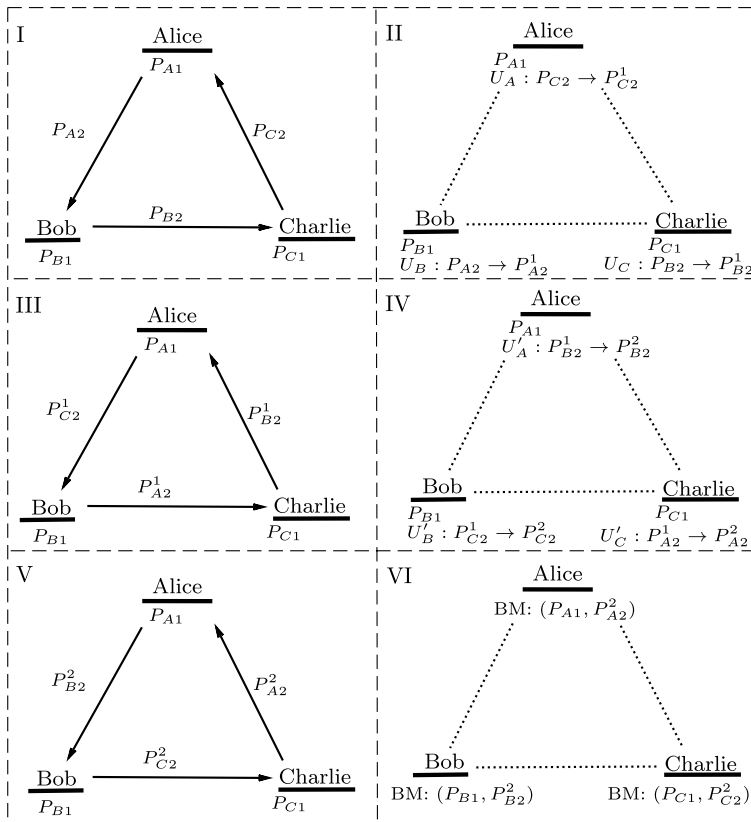 I
Alice
P_{A1}
P_{A2}
P_{C2}
P_{B2}
Bob
P_{B1}
Charlie
P_{C1}
II
Alice
P_{A1}
U_A : P_{C2} → P^1_{C2}
Bob
P_{B1}
U_B : P_{A2} → P^1_{A2}
Charlie
P_{C1}
U_C : P_{B2} → P^1_{B2}
III
Alice
P_{A1}
P^1_{C2}
P^1_{B2}
P^1_{A2}
Bob
P_{B1}
Charlie
P_{C1}
IV
Alice
P_{A1}
U'_A : P^1_{B2} → P^2_{B2}
Bob
P_{B1}
U'_B : P^1_{C2} → P^2_{C2}
Charlie
P_{C1}
U'_C : P^1_{A2} → P^2_{A2}
V
Alice
P_{A1}
P^2_{B2}
P^2_{A2}
P^2_{C2}
Bob
P_{B1}
Charlie
P_{C1}
VI
Alice
BM: (P_{A1}, P^2_{A2})
Bob
BM: (P_{B1}, P^2_{B2})
Charlie
BM: (P_{C1}, P^2_{C2})